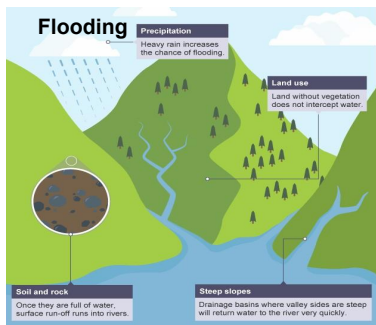 Flooding
Precipitation
Heavy rain increases
the chance of flooding.
Land use
Land without vegetation
does not intercept water.
Soil and rock
Once they are full of water,
surface run-off runs into rivers.
Steep slopes
Drainage basins where valley sides are steep
will return water to the river very quickly.